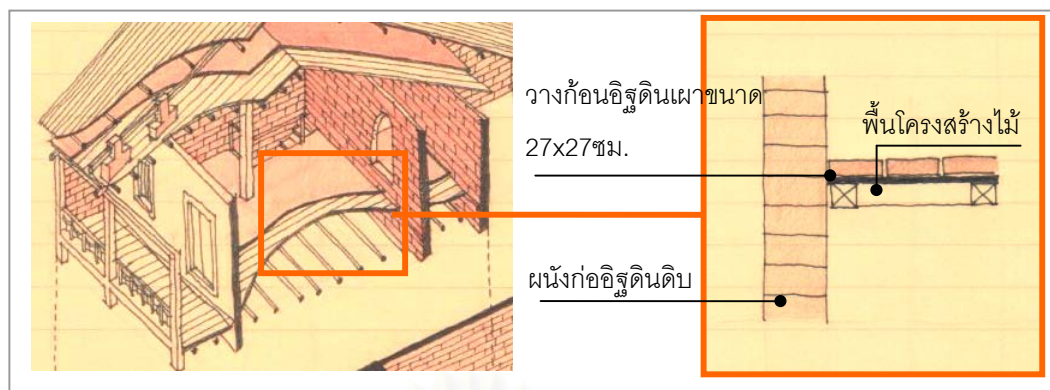 วางก้อนอิฐดินเผาขนาด
27x27ซม.
พื้นโครงสร้างไม้
ผนังก่ออิฐดินดิบ